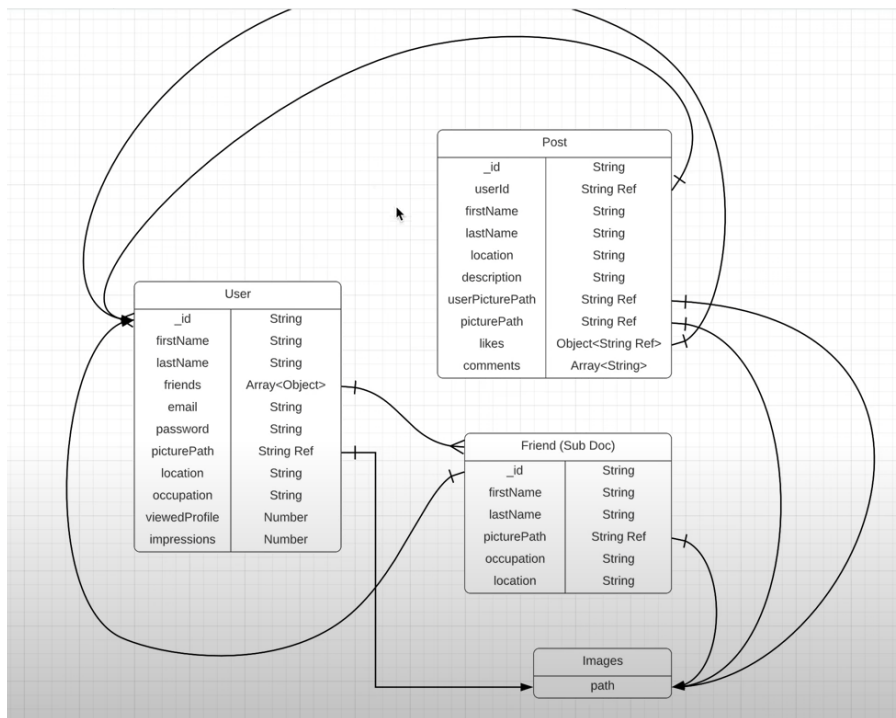 Post
_id String
userId String Ref
firstName String
lastName String
location String
description String
userPicturePath String Ref
picturePath String Ref
likes Object<String Ref>
comments Array<String>
User
_id String
firstName String
lastName String
friends Array<Object>
email String
password String
picturePath String Ref
location String
occupation String
viewedProfile Number
impressions Number
Friend (Sub Doc)
_id String
firstName String
lastName String
picturePath String Ref
occupation String
location String
Images
path